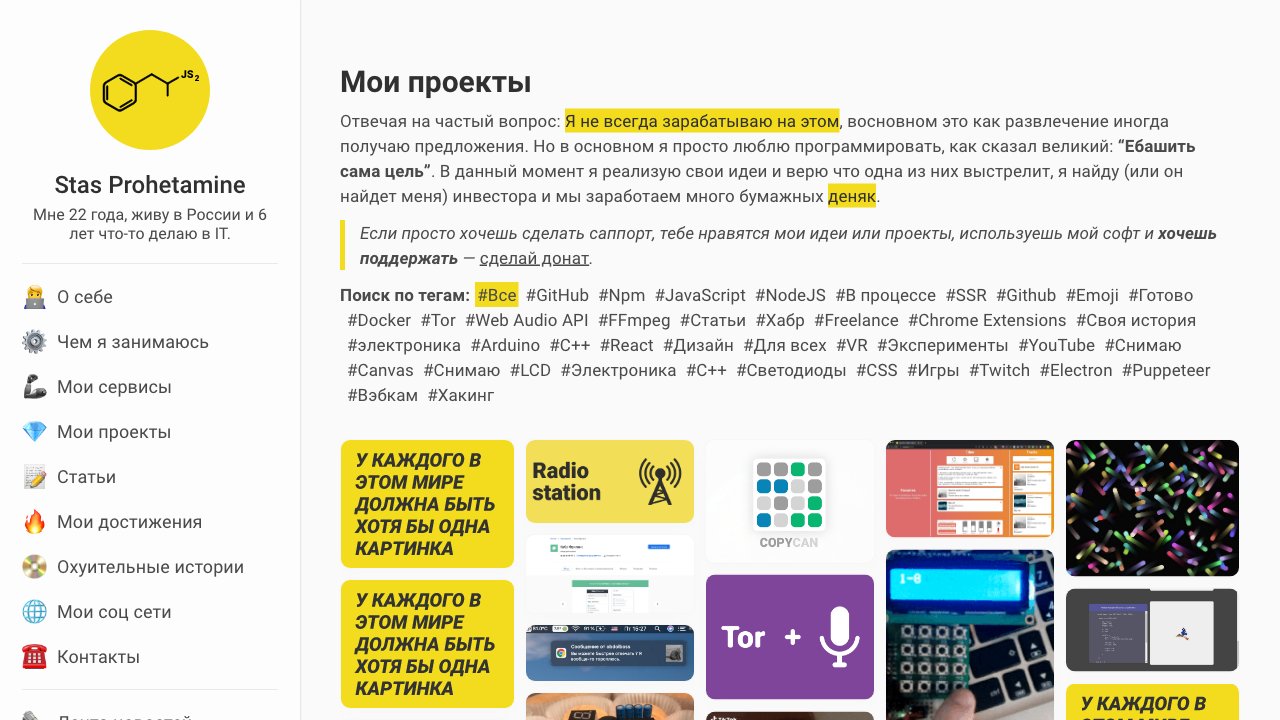 JS2
Stas Prohetamine
Мне 22 года, живу в России и 6
лет что-то делаю в IT.
О себе
Чем я занимаюсь
Мои сервисы
Мои проекты
Статьи
Мои достижения
Охуительные истории
Мои соц сети
Контакты
Мои проекты
Отвечая на частый вопрос: Я не всегда зарабатываю на этом, восновном это как развлечение иногда
получаю предложения. Но в основном я просто люблю программировать, как сказал великий: “Ебашить
сама цель”. В данный момент я реализую свои идеи и верю что одна из них выстрелит, я найду (или он
найдет меня) инвестора и мы заработаем много бумажных деняк.
Если просто хочешь сделать саппорт, тебе нравятся мои идеи или проекты, используешь мой софт и хочешь
поддержать — сделай донат.
Поиск по тегам: #Все #GitHub #Npm #JavaScript #NodeJS #В процессе #SSR #Github #Emoji #Готово
#Docker #Tor #Web Audio API #FFmpeg #Статьи #Хабр #Freelance #Chrome Extensions #Своя история
#электроника #Arduino #C++ #React #Дизайн #Для всех #VR #Эксперименты #YouTube #Снимаю
#Canvas #Снимаю #LCD #Электроника #C++ #Светодиоды #CSS #Игры #Twitch #Electron #Puppeteer
#Вэбкам #Хакинг
У КАЖДОГО В
ЭТОМ МИРЕ
ДОЛЖНА БЫТЬ
ХОТЯ БЫ ОДНА
КАРТИНКА
У КАЖДОГО В
ЭТОМ МИРЕ
ДОЛЖНА БЫТЬ
ХОТЯ БЫ ОДНА
КАРТИНКА
Radio
station
Сообщение от abdolboss
COPYCAN
Tor +
1-8
У КАЖДОГО В